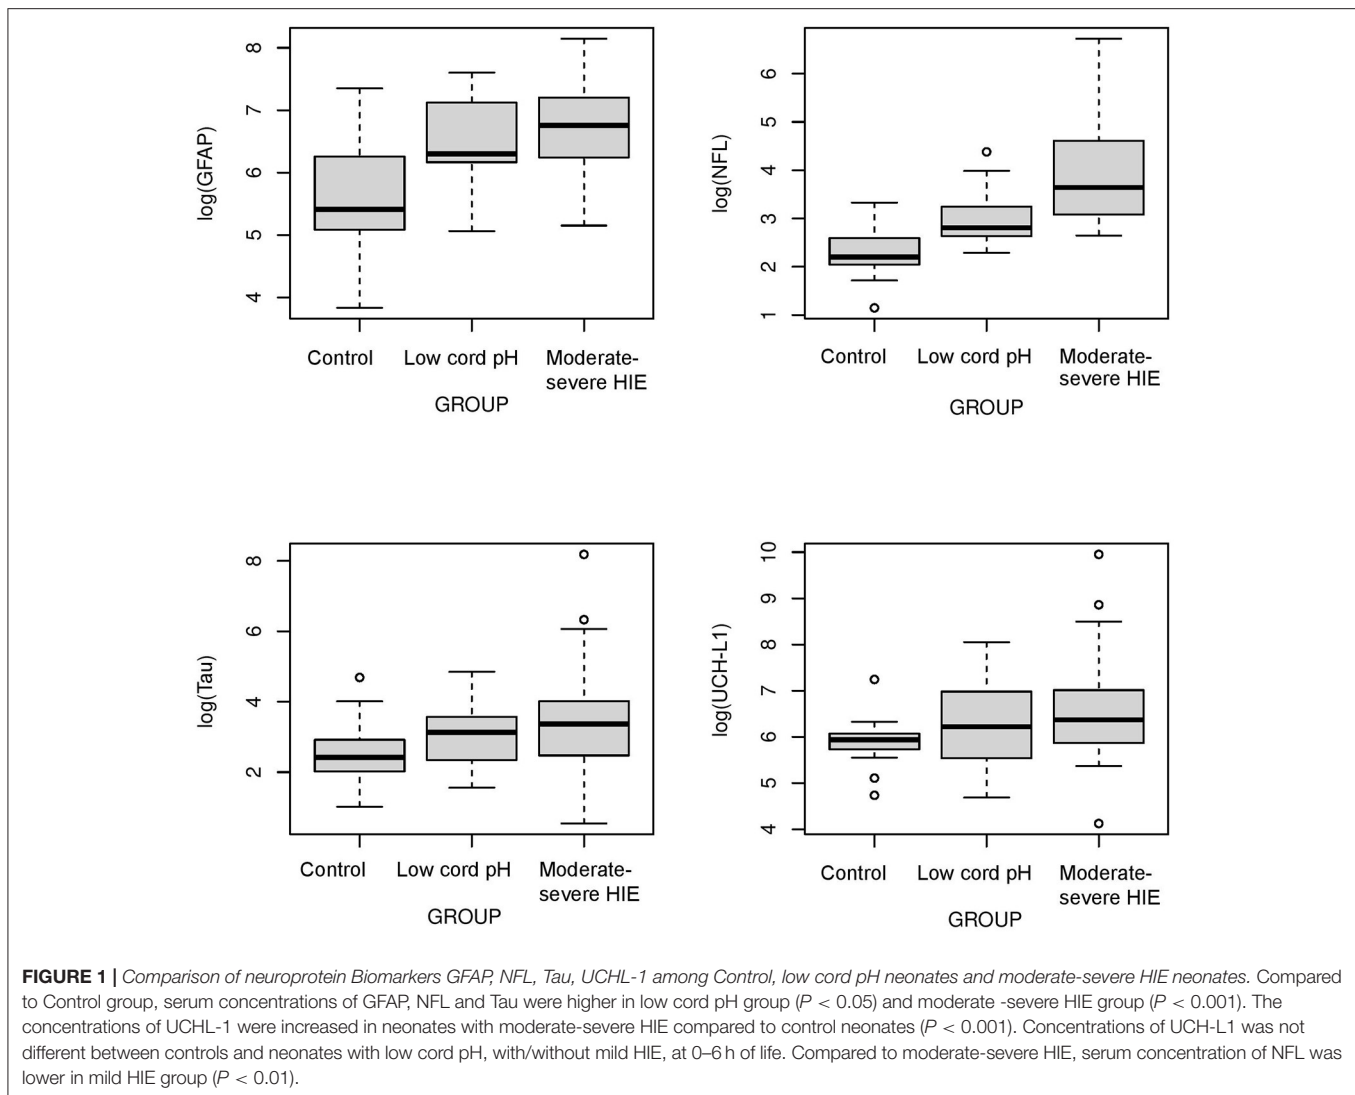 log(GFAP)
8
7
6
5
4
Control Low cord pH Moderate-
severe HIE
GROUP
log(NFL)
6
5
4
3
2
1
Control Low cord pH Moderate-
severe HIE
GROUP
log(Tau)
8
6
4
2
Control Low cord pH Moderate-
severe HIE
GROUP
log(UCH-L1)
10
9
8
7
6
5
4
Control Low cord pH Moderate-
severe HIE
GROUP
FIGURE 1 | Comparison of neuroprotein Biomarkers GFAP, NFL, Tau, UCHL-1 among Control, low cord pH neonates and moderate-severe HIE neonates. Compared
to Control group, serum concentrations of GFAP, NFL and Tau were higher in low cord pH group (P < 0.05) and moderate -severe HIE group (P < 0.001). The
concentrations of UCHL-1 were increased in neonates with moderate-severe HIE compared to control neonates (P < 0.001). Concentrations of UCH-L1 was not
different between controls and neonates with low cord pH, with/without mild HIE, at 0–6 h of life. Compared to moderate-severe HIE, serum concentration of NFL was
lower in mild HIE group (P < 0.01).